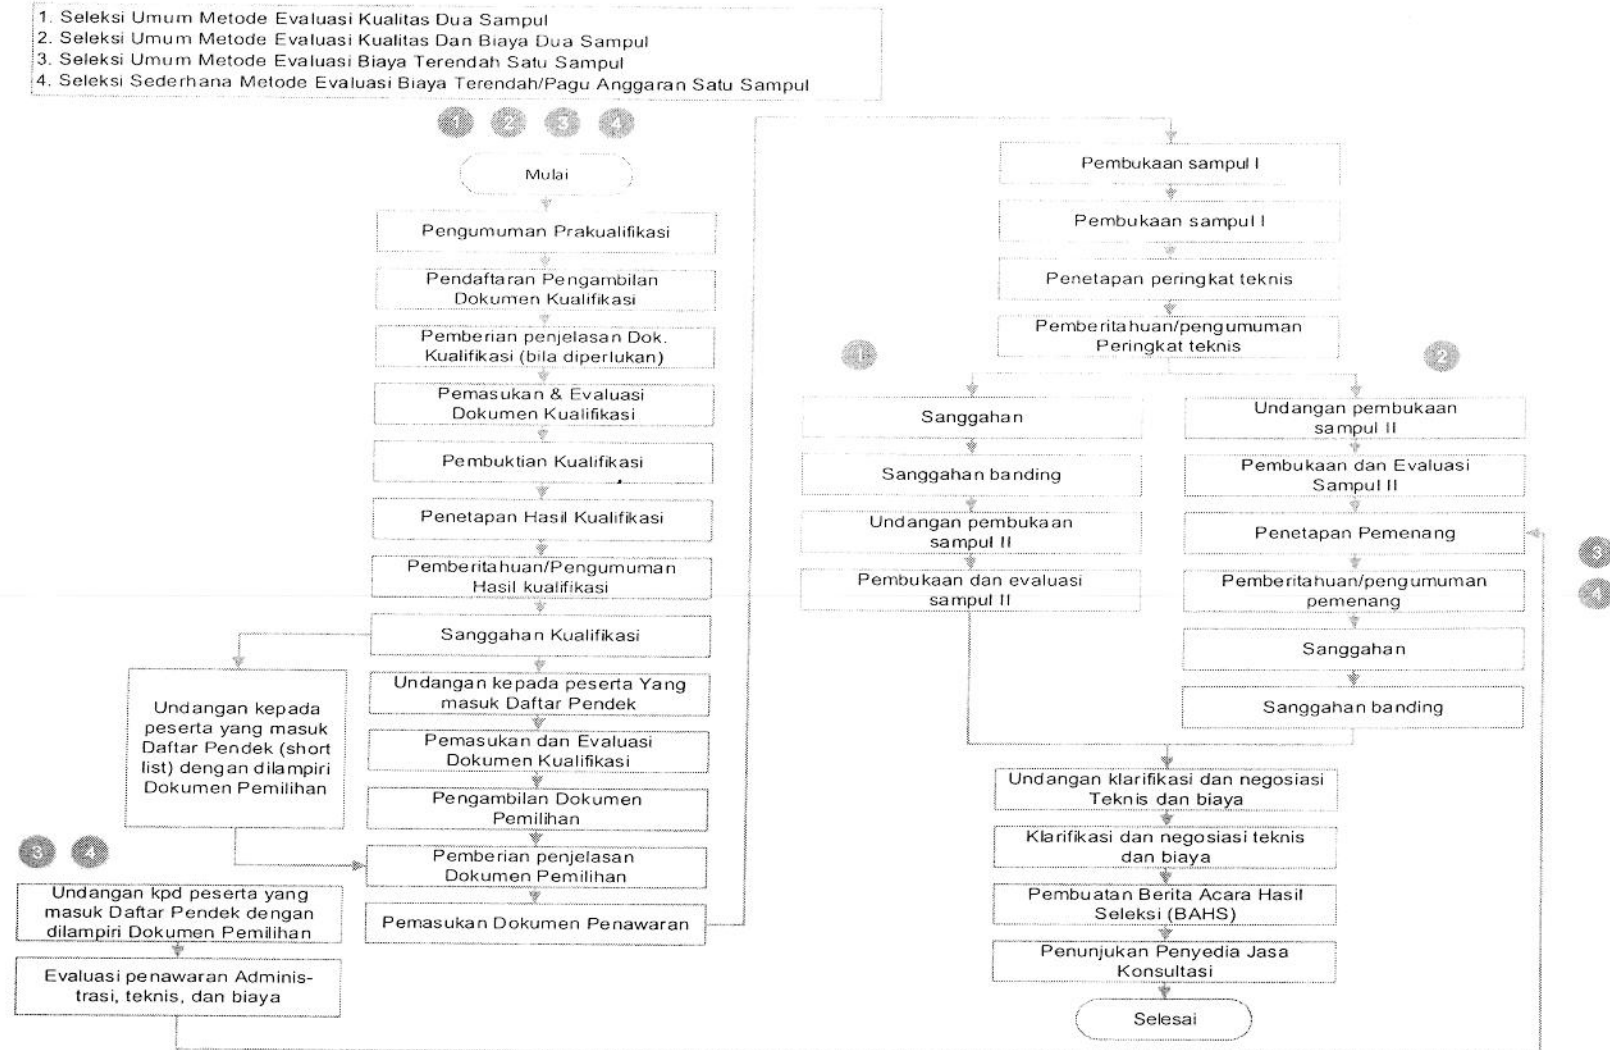 1. Seleksi Umum Metode Evaluasi Kualitas Dua Sampul
2. Seleksi Umum Metode Evaluasi Kualitas Dan Biaya Dua Sampul
3. Seleksi Umum Metode Evaluasi Biaya Terendah Satu Sampul
4. Seleksi Sederhana Metode Evaluasi Biaya Terendah/Pagu Anggaran Satu Sampul
1 2 3 4
Mulai
Pengumuman Prakualifikasi
Pendaftaran Pengambilan
Dokumen Kualifikasi
Pemberian penjelasan Dok.
Kualifikasi (bila diperlukan)
Pemasukan & Evaluasi
Dokumen Kualifikasi
Pembuktian Kualifikasi
Penetapan Hasil Kualifikasi
Pemberitahuan/Pengumuman
Hasil kualifikasi
Sanggahan Kualifikasi
Undangan kepada
peserta yang masuk
Daftar Pendek (short
list) dengan dilampiri
Dokumen Pemilihan
Undangan kepada peserta Yang
masuk Daftar Pendek
Pemasukan dan Evaluasi
Dokumen Kualifikasi
Pengambilan Dokumen
Pemilihan
Pemberian penjelasan
Dokumen Pemilihan
Pemasukan Dokumen Penawaran
3 4
Undangan kpd peserta yang
masuk Daftar Pendek dengan
dilampiri Dokumen Pemilihan
Evaluasi penawaran Adminis-
trasi, teknis, dan biaya
Pembukaan sampul I
Pembukaan sampul I
Penetapan peringkat teknis
Pemberitahuan/pengumuman
Peringkat teknis
1
Sanggahan
Sanggahan banding
Undangan pembukaan
sampul II
Pembukaan dan evaluasi
sampul II
2
Undangan pembukaan
sampul II
Pembukaan dan Evaluasi
Sampul II
Penetapan Pemenang
Pemberitahuan/pengumuman
pemenang
Sanggahan
Sanggahan banding
3
4
Undangan klarifikasi dan negosiasi
Teknis dan biaya
Klarifikasi dan negosiasi teknis
dan biaya
Pembuatan Berita Acara Hasil
Seleksi (BAHS)
Penunjukan Penyedia Jasa
Konsultasi
Selesai